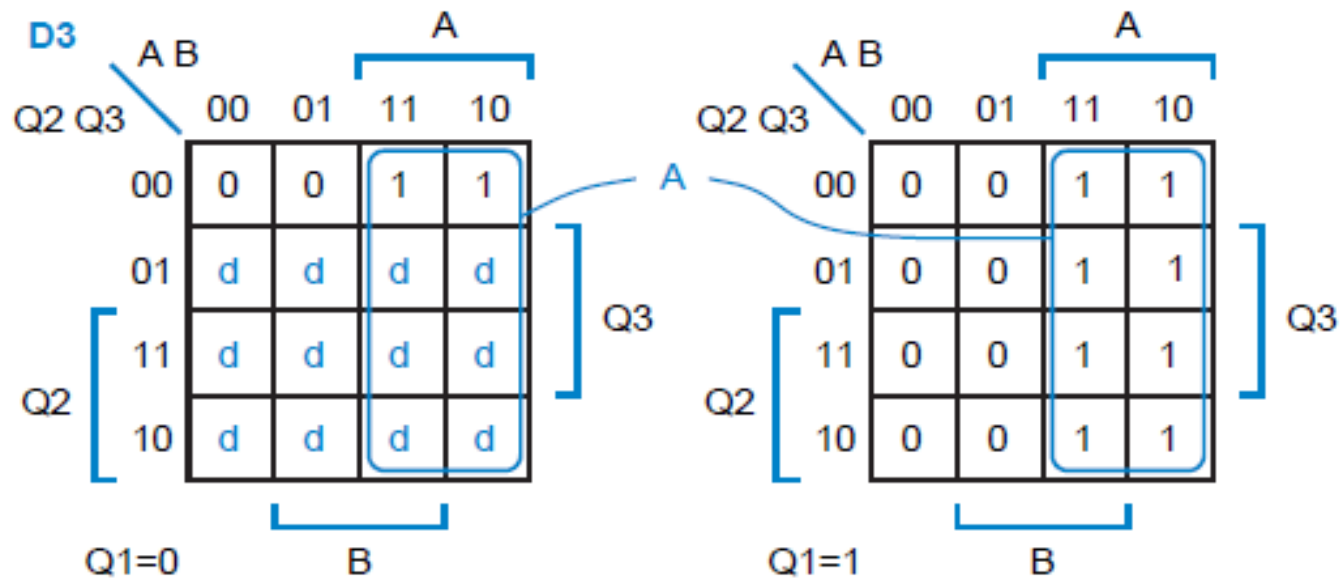 D3
A B A A B A
Q2 Q3 00 01 11 10 Q2 Q3 00 01 11 10
00 0 0 1 1 A 00 0 0 1 1
01 d d d d 01 0 0 1 1
Q3 Q3
11 d d d d 11 0 0 1 1
Q2 Q2
10 d d d d 10 0 0 1 1
Q1=0 B Q1=1 B